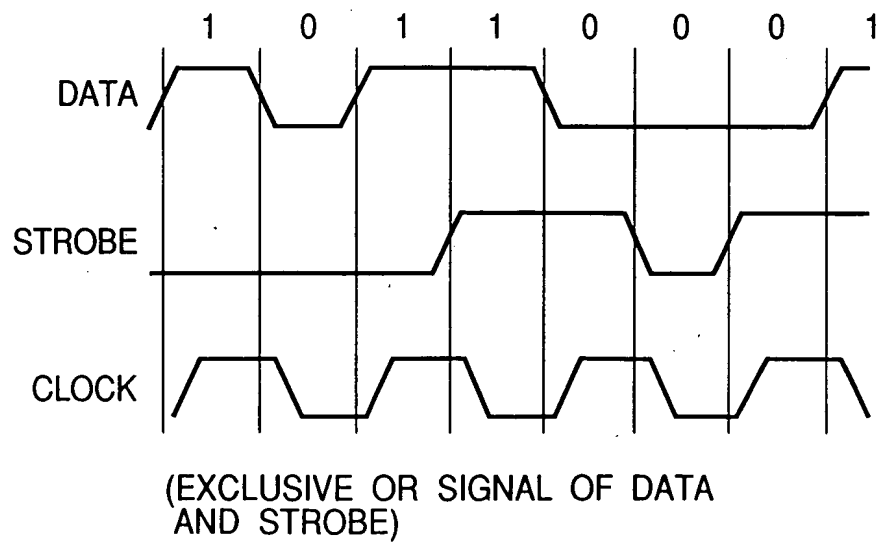 1 0 1 1 0 0 0 1
DATA
STROBE
CLOCK
(EXCLUSIVE OR SIGNAL OF DATA
AND STROBE)